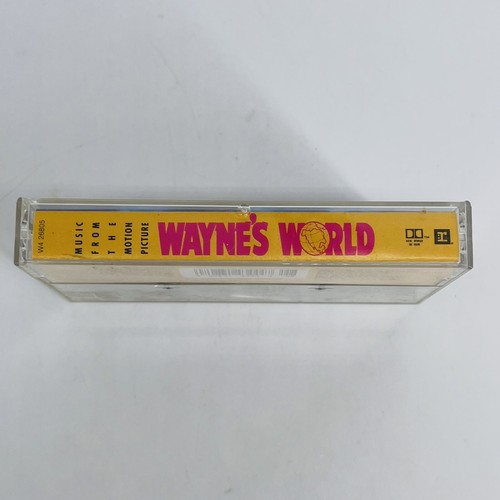 W4 26805
MUSIC
FROM
THE
MOTION
PICTURE
WAYNE'S WORLD